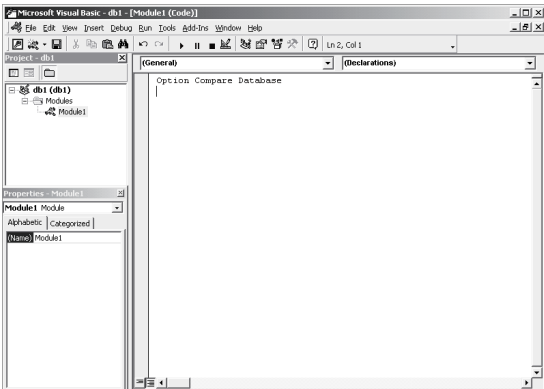 Microsoft Visual Basic - db1 - [Module1 (Code)]
File Edit View Insert Debug Run Tools Add-Ins Window Help
Ln 2, Col 1
Project - db1
db1 (db1)
Modules
Module1
Properties - Module1
Module1 Module
Alphabetic Categorized
(Name) Module1
(General) (Declarations)
Option Compare Database